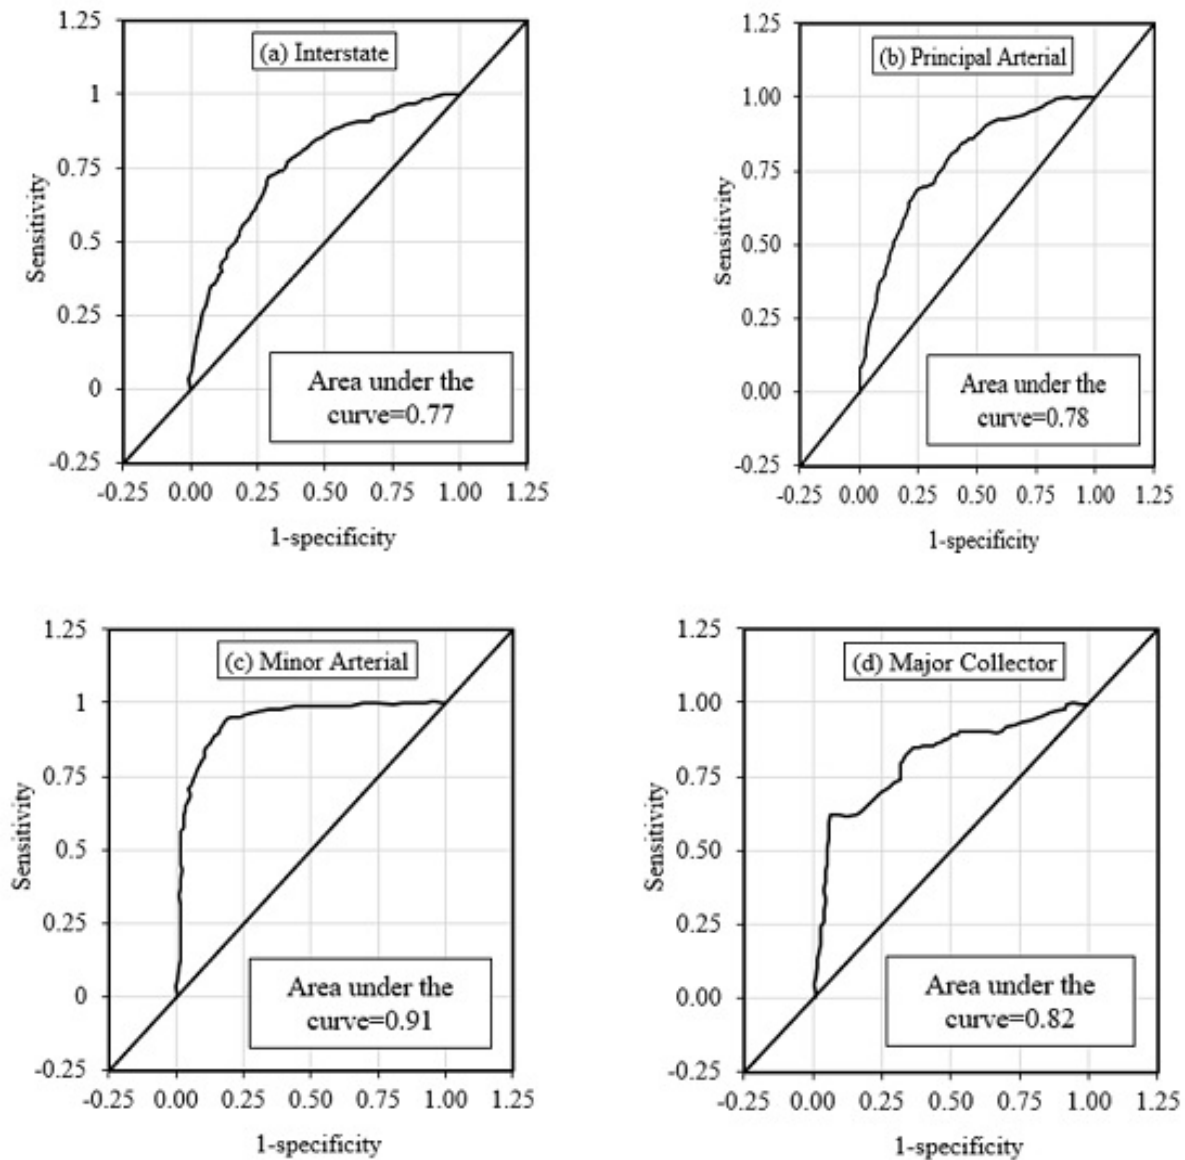 1.25
(a) Interstate
1
0.75
0.5
0.25
0
-0.25
Sensitivity
Area under the
curve=0.77
-0.25 0.00 0.25 0.50 0.75 1.00 1.25
1-specificity
1.25
(b) Principal Arterial
1.00
0.75
0.50
0.25
0.00
-0.25
Sensitivity
Area under the
curve=0.78
-0.25 0.00 0.25 0.50 0.75 1.00 1.25
1-specificity
1.25
(c) Minor Arterial
1
0.75
0.5
0.25
0
-0.25
Sensitivity
Area under the
curve=0.91
-0.25 0.00 0.25 0.50 0.75 1.00 1.25
1-specificity
1.25
(d) Major Collector
1.00
0.75
0.50
0.25
0.00
-0.25
Sensitivity
Area under the
curve=0.82
-0.25 0.00 0.25 0.50 0.75 1.00 1.25
1-specificity